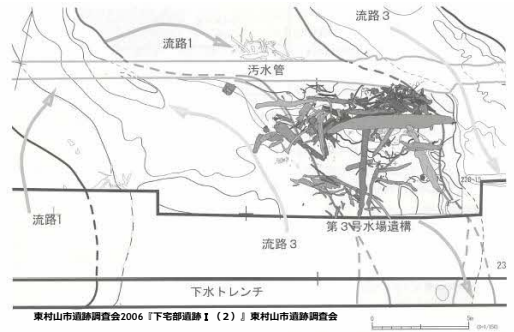 流路1
流路3
汚水管
流路1
流路3
第3号水場遺構
下水トレンチ
23
東村山市遺跡調査会2006『下宅部遺跡Ⅰ（2）』東村山市遺跡調査会
0